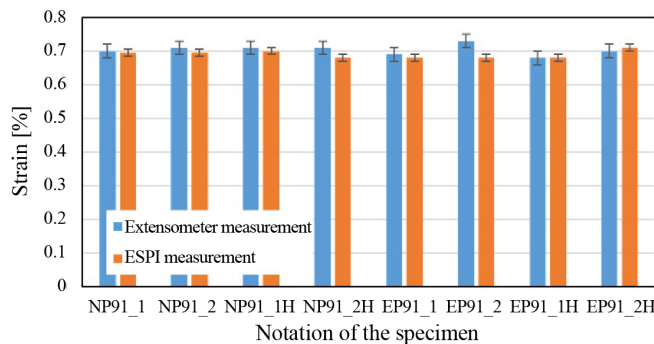 0.8
0.7
0.6
0.5
0.4
0.3
0.2
0.1
0
Strain [%]
Extensometer measurement
ESPI measurement
NP91_1 NP91_2 NP91_1H NP91_2H EP91_1 EP91_2 EP91_1H EP91_2H
Notation of the specimen